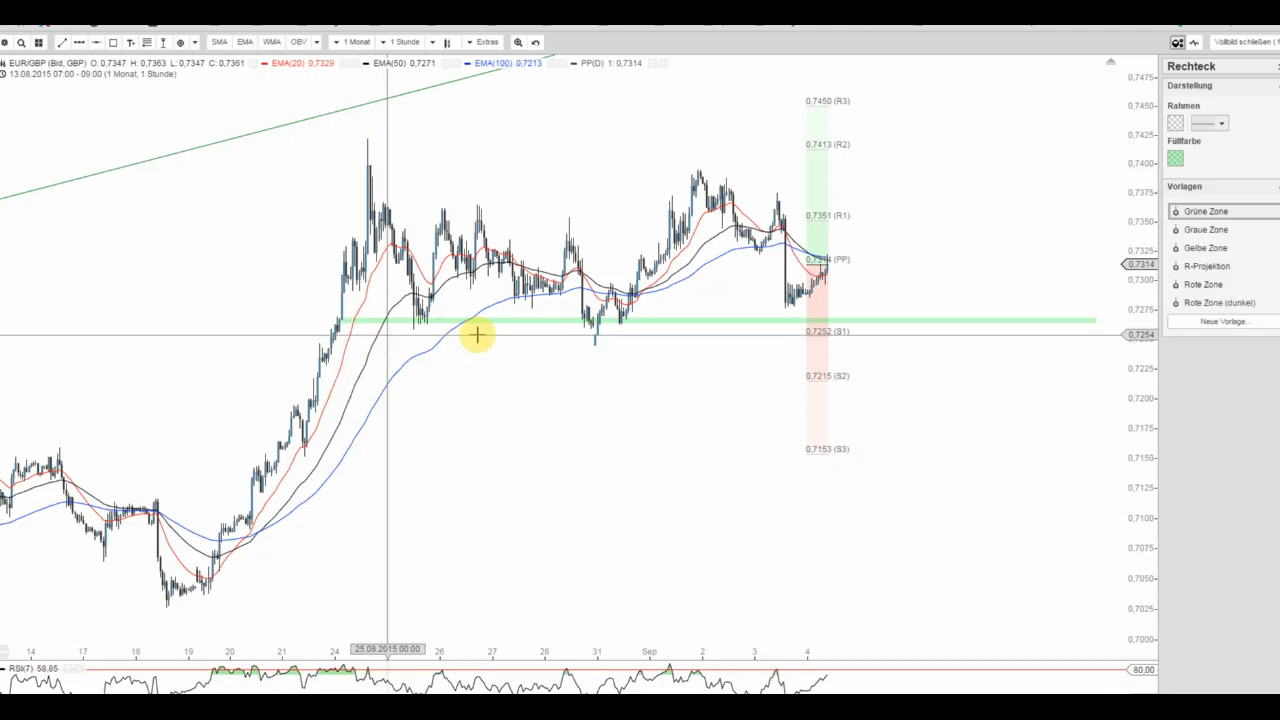 SMA EMA WMA OBV 1 Monat 1 Stunde Extras Vollbild schließen
EUR/GBP (Bid, GBP) O: 0,7347 H: 0,7363 L: 0,7347 C: 0,7361 EMA(20) 0,7329 EMA(50) 0,7271 EMA(100) 0,7213 PP(D) 1: 0,7314
13.08.2015 07:00 - 09:00 (1 Monat, 1 Stunde)
Rechteck
Darstellung
Rahmen
Füllfarbe
Vorlagen
Grüne Zone
Graue Zone
Gelbe Zone
R-Projektion
Rote Zone
Rote Zone (dunkel)
Neue Vorlage...
0,7450 (R3)
0,7413 (R2)
0,7351 (R1)
0,7314 (PP)
0,7252 (S1)
0,7215 (S2)
0,7153 (S3)
0,7475
0,7450
0,7425
0,7400
0,7375
0,7350
0,7325
0,7314
0,7300
0,7275
0,7254
0,7225
0,7200
0,7175
0,7150
0,7125
0,7100
0,7075
0,7050
0,7025
0,7000
14 17 18 19 20 21 24 25.08.2015 00:00 26 27 28 31 Sep 2 3 4
RSI(7) 58,85
80,00